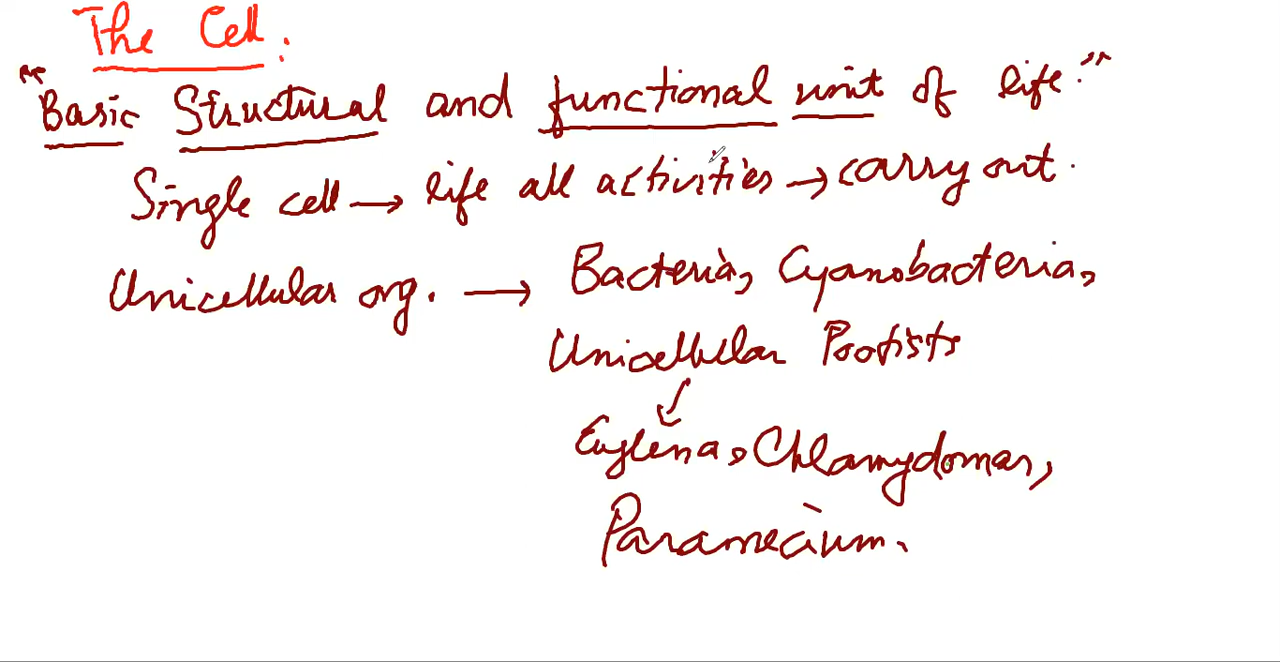 The Cell.
"Basic Structural and functional unit of life."
Single cell → life all activities → carry out.
Unicellular org. → Bacteria, Cyanobacteria,
Unicellular Protists
Euglena, Chlamydomas,
Paramecium.